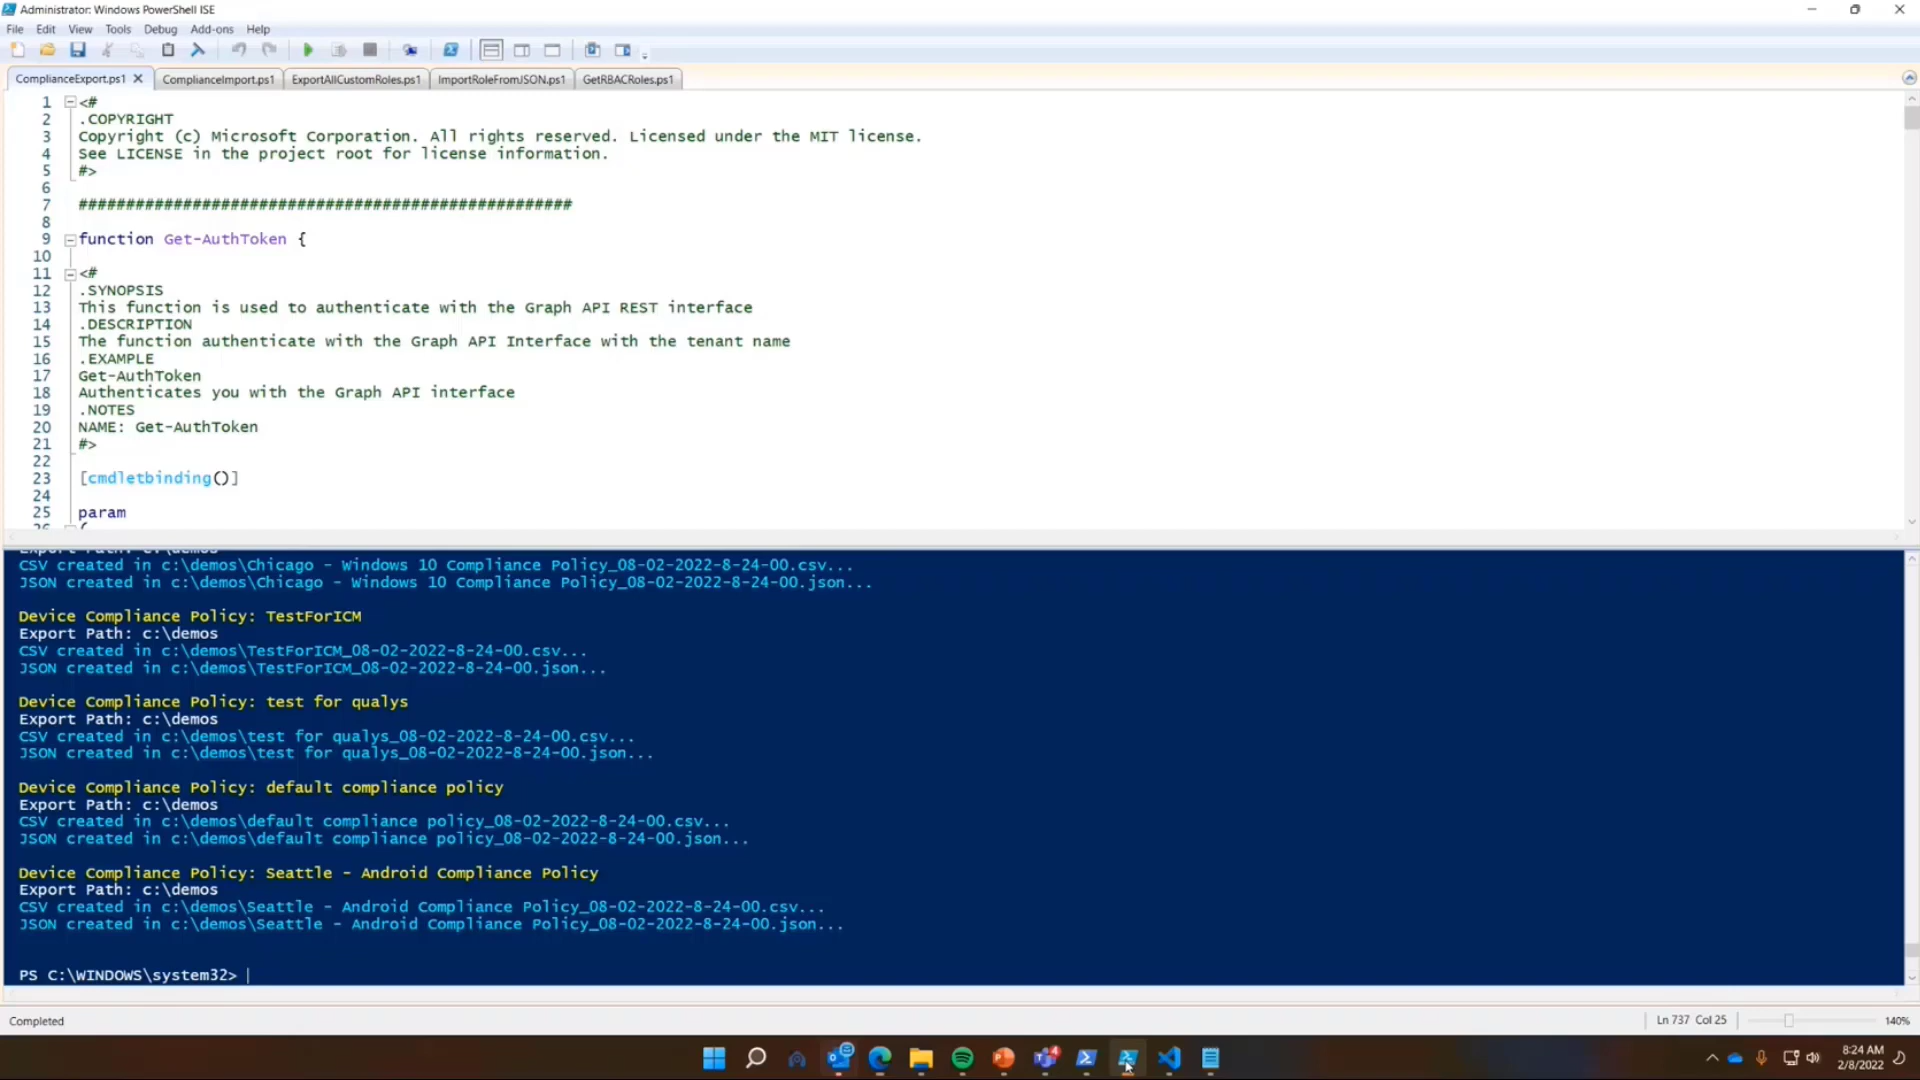 Administrator: Windows PowerShell ISE
File Edit View Tools Debug Add-ons Help
ComplianceExport.ps1 ComplianceImport.ps1 ExportAllCustomRoles.ps1 ImportRoleFromJSON.ps1 GetRBACRoles.ps1
1 <#
2 .COPYRIGHT
3 Copyright (c) Microsoft Corporation. All rights reserved. Licensed under the MIT license.
4 See LICENSE in the project root for license information.
5 #>
6
7 ####################################################
8
9 function Get-AuthToken {
10
11 <#
12 .SYNOPSIS
13 This function is used to authenticate with the Graph API REST interface
14 .DESCRIPTION
15 The function authenticate with the Graph API Interface with the tenant name
16 .EXAMPLE
17 Get-AuthToken
18 Authenticates you with the Graph API interface
19 .NOTES
20 NAME: Get-AuthToken
21 #>
22
23 [cmdletbinding()]
24
25 param
26 (
Export Path: c:\demos
CSV created in c:\demos\Chicago - Windows 10 Compliance Policy_08-02-2022-8-24-00.csv...
JSON created in c:\demos\Chicago - Windows 10 Compliance Policy_08-02-2022-8-24-00.json...
Device Compliance Policy: TestForICM
Export Path: c:\demos
CSV created in c:\demos\TestForICM_08-02-2022-8-24-00.csv...
JSON created in c:\demos\TestForICM_08-02-2022-8-24-00.json...
Device Compliance Policy: test for qualys
Export Path: c:\demos
CSV created in c:\demos\test for qualys_08-02-2022-8-24-00.csv...
JSON created in c:\demos\test for qualys_08-02-2022-8-24-00.json...
Device Compliance Policy: default compliance policy
Export Path: c:\demos
CSV created in c:\demos\default compliance policy_08-02-2022-8-24-00.csv...
JSON created in c:\demos\default compliance policy_08-02-2022-8-24-00.json...
Device Compliance Policy: Seattle - Android Compliance Policy
Export Path: c:\demos
CSV created in c:\demos\Seattle - Android Compliance Policy_08-02-2022-8-24-00.csv...
JSON created in c:\demos\Seattle - Android Compliance Policy_08-02-2022-8-24-00.json...
PS C:\WINDOWS\system32>
Completed Ln 737 Col 25 140%
8:24 AM
2/8/2022